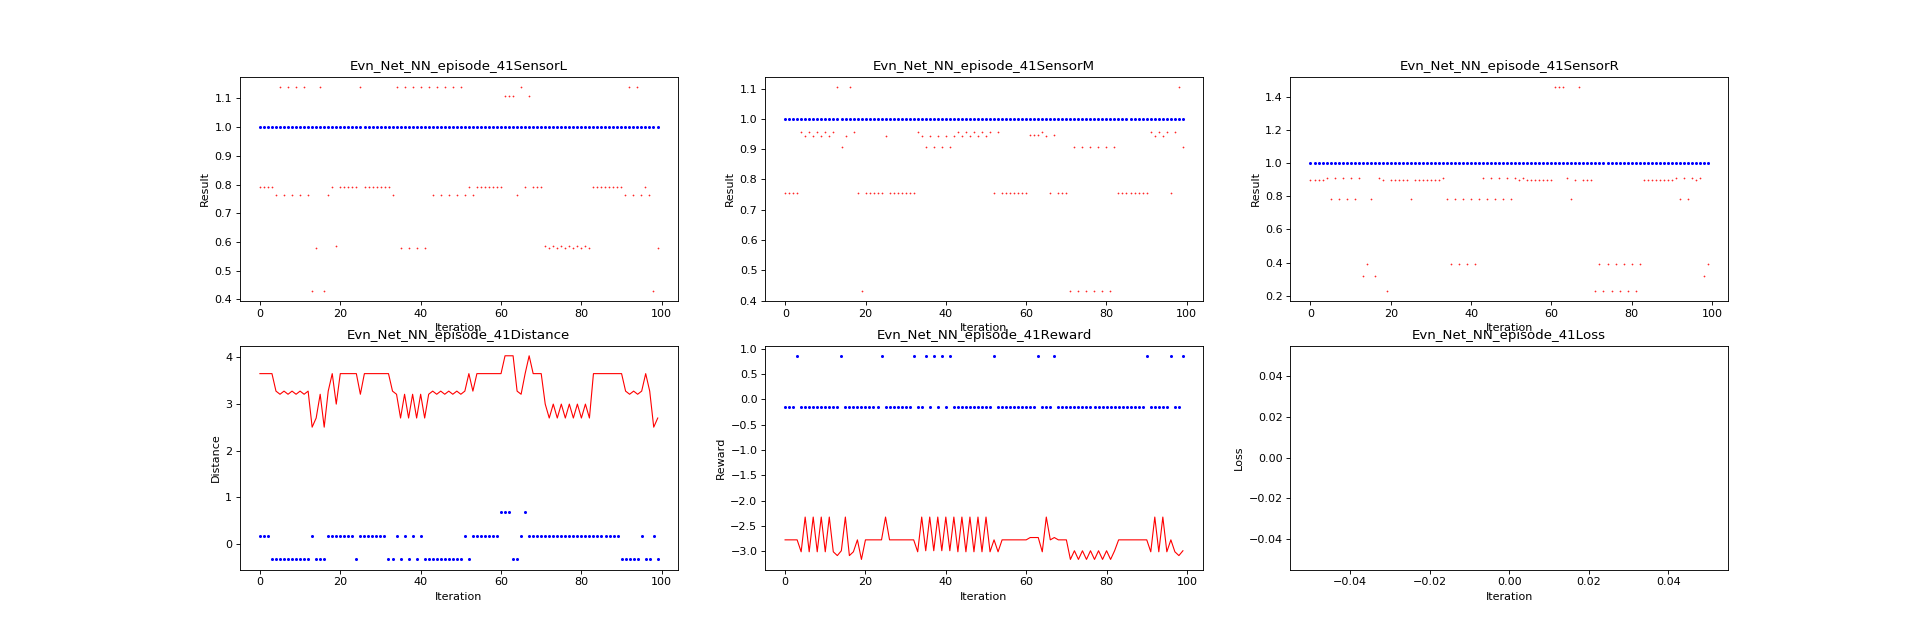 Evn_Net_NN_episode_41SensorL
1.1
1.0
0.9
0.8
0.7
0.6
0.5
0.4
Result
0 20 40 60 80 100
Iteration
Evn_Net_NN_episode_41SensorM
1.1
1.0
0.9
0.8
0.7
0.6
0.5
0.4
Result
0 20 40 60 80 100
Iteration
Evn_Net_NN_episode_41SensorR
1.4
1.2
1.0
0.8
0.6
0.4
0.2
Result
0 20 40 60 80 100
Iteration
Evn_Net_NN_episode_41Distance
4
3
2
1
0
Distance
0 20 40 60 80 100
Iteration
Evn_Net_NN_episode_41Reward
1.0
0.5
0.0
−0.5
−1.0
−1.5
−2.0
−2.5
−3.0
Reward
0 20 40 60 80 100
Iteration
Evn_Net_NN_episode_41Loss
0.04
0.02
0.00
−0.02
−0.04
Loss
−0.04 −0.02 0.00 0.02 0.04
Iteration